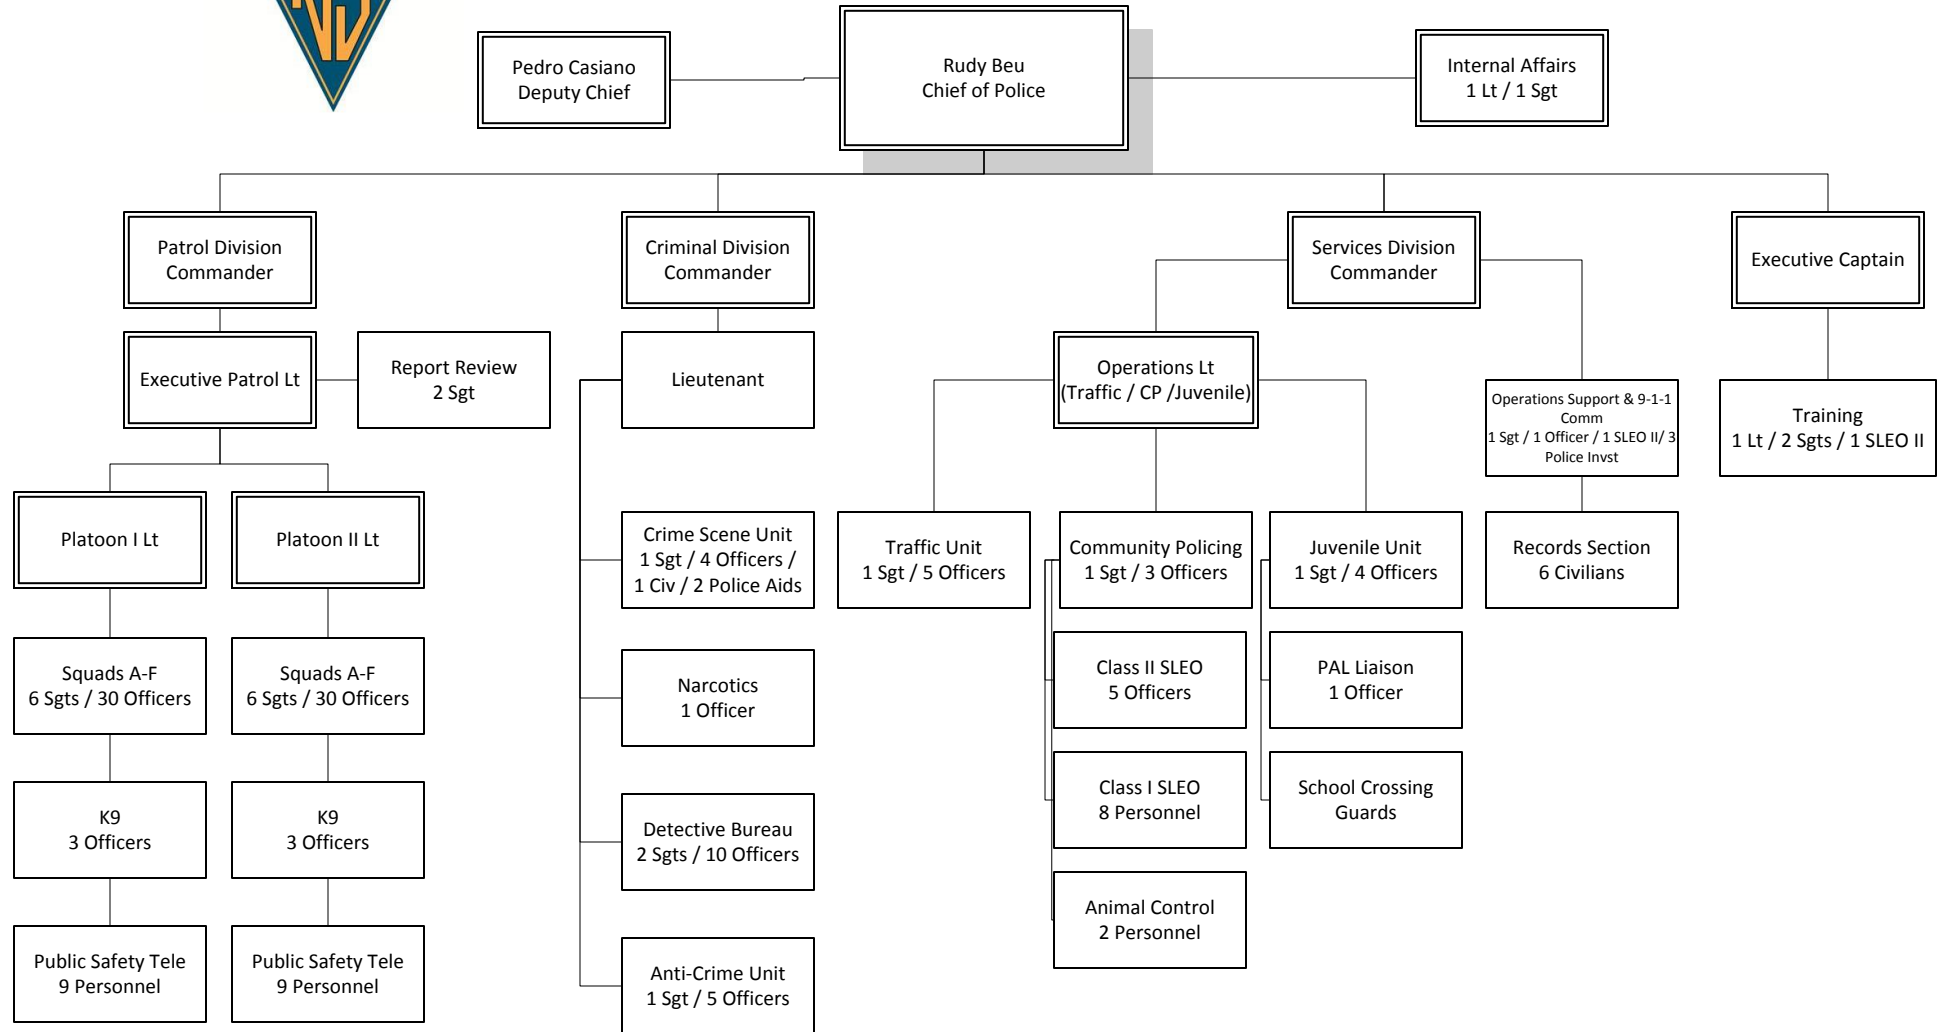 NJ
Pedro Casiano
Deputy Chief
Rudy Beu
Chief of Police
Internal Affairs
1 Lt / 1 Sgt
Patrol Division
Commander
Criminal Division
Commander
Services Division
Commander
Executive Captain
Executive Patrol Lt
Report Review
2 Sgt
Lieutenant
Operations Lt
(Traffic / CP /Juvenile)
Operations Support & 9-1-1
Comm
1 Sgt / 1 Officer / 1 SLEO II/ 3
Police Invst
Training
1 Lt / 2 Sgts / 1 SLEO II
Platoon I Lt
Platoon II Lt
Crime Scene Unit
1 Sgt / 4 Officers /
1 Civ / 2 Police Aids
Traffic Unit
1 Sgt / 5 Officers
Community Policing
1 Sgt / 3 Officers
Juvenile Unit
1 Sgt / 4 Officers
Records Section
6 Civilians
Squads A-F
6 Sgts / 30 Officers
Squads A-F
6 Sgts / 30 Officers
Narcotics
1 Officer
Class II SLEO
5 Officers
PAL Liaison
1 Officer
K9
3 Officers
K9
3 Officers
Detective Bureau
2 Sgts / 10 Officers
Class I SLEO
8 Personnel
School Crossing
Guards
Animal Control
2 Personnel
Public Safety Tele
9 Personnel
Public Safety Tele
9 Personnel
Anti-Crime Unit
1 Sgt / 5 Officers